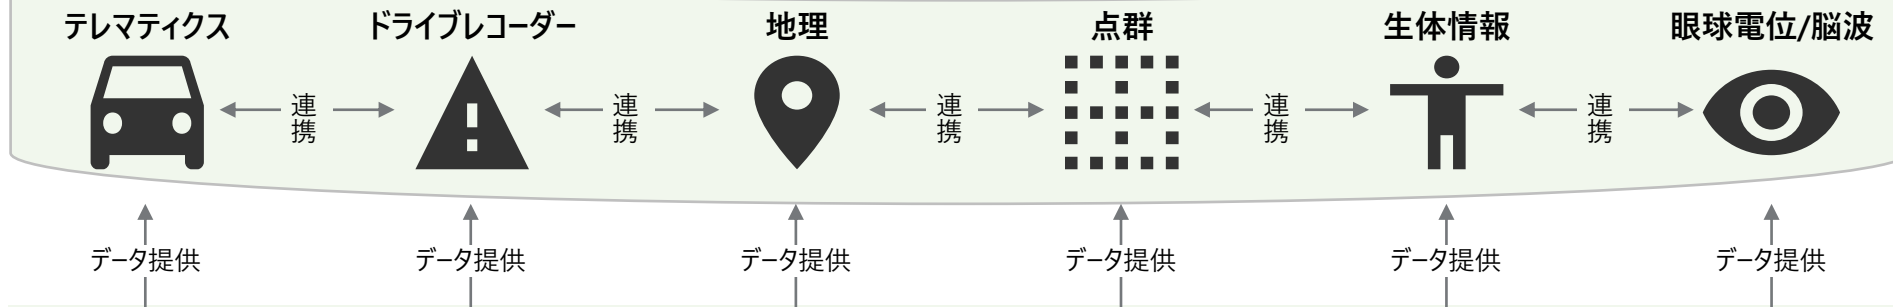 テレマティクス
ドライブレコーダー
地理
点群
生体情報
眼球電位/脳波
連携
連携
連携
連携
連携
データ提供
データ提供
データ提供
データ提供
データ提供
データ提供